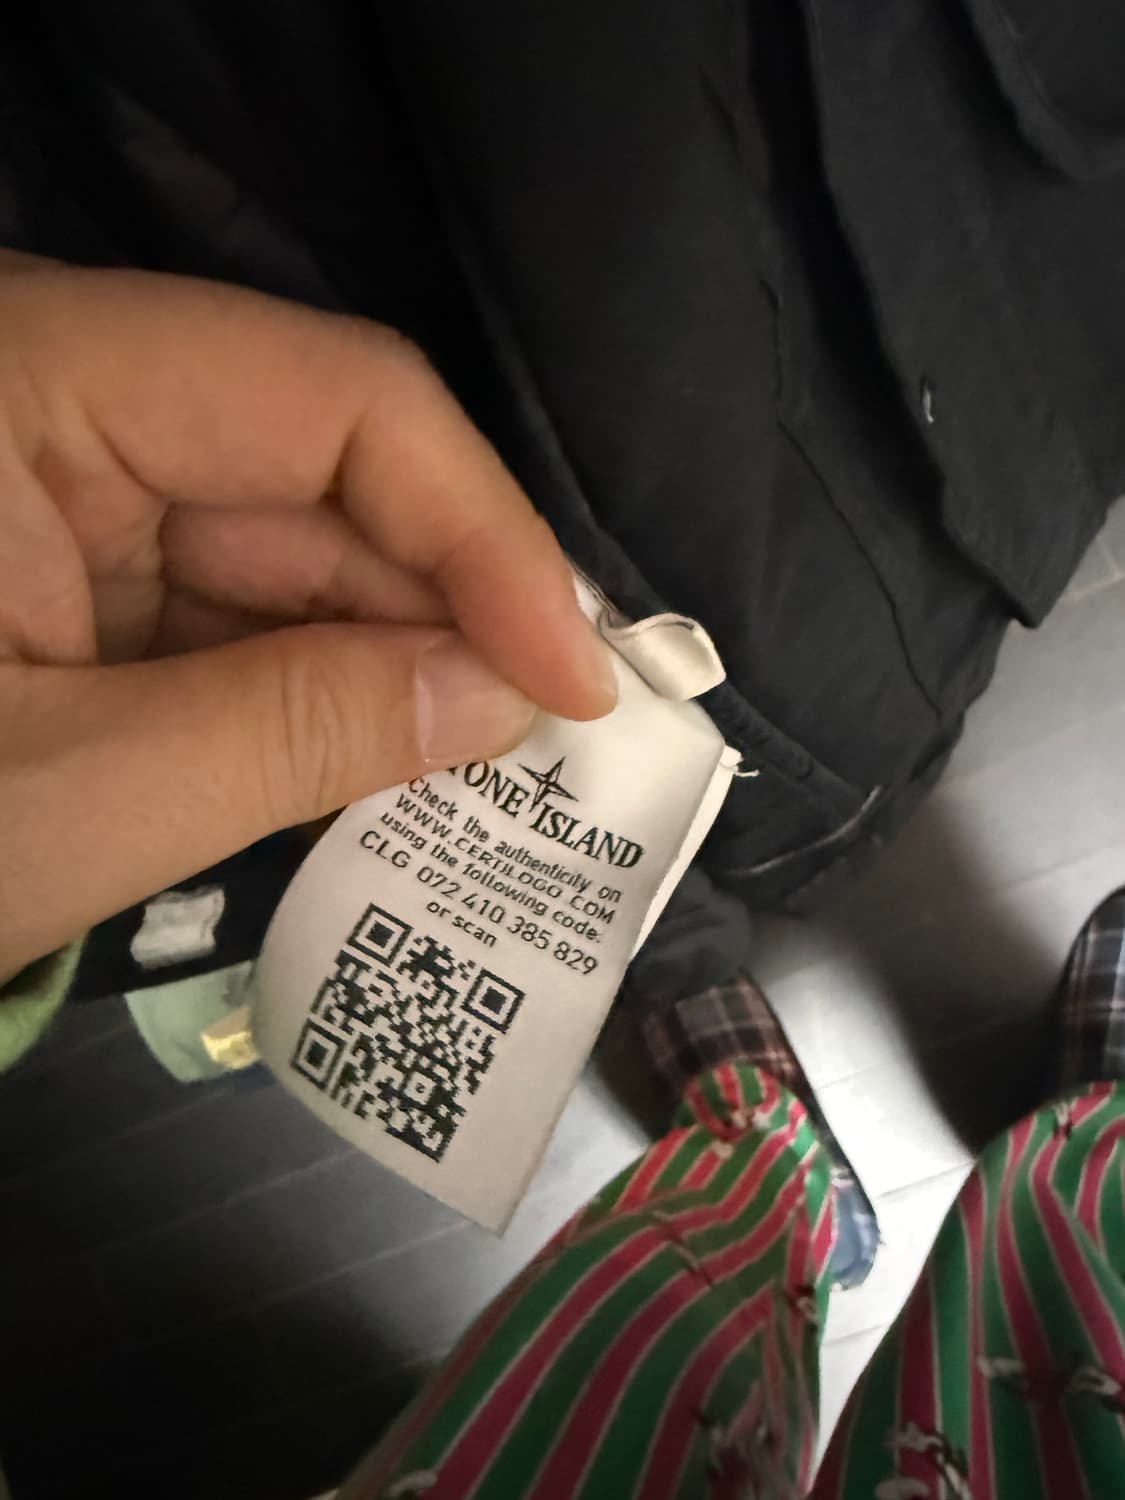 STONE ISLAND
Check the authenticity on
WWW.CERTILOGO.COM
using the following code:
CLG 072 410 385 829
or scan